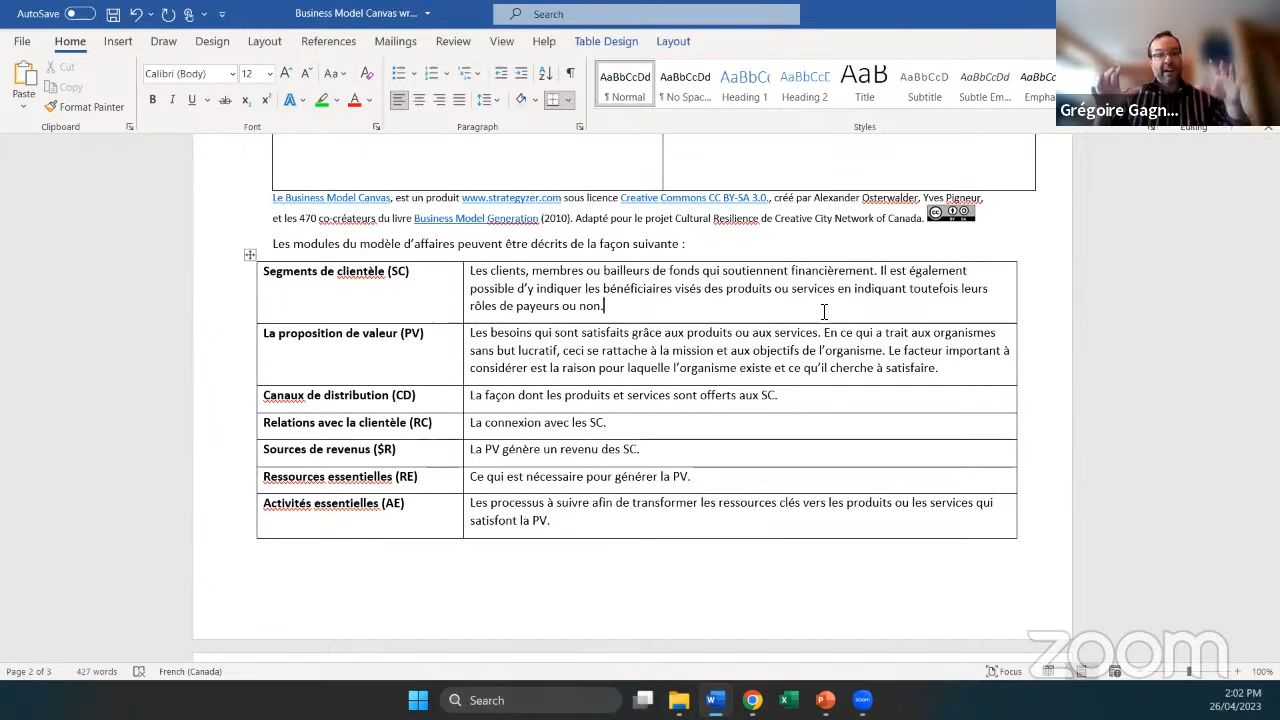 AutoSave Off Business Model Canvas wr... Search
File Home Insert Draw Design Layout References Mailings Review View Help Table Design Layout
Paste Cut Copy Format Painter
Calibri (Body) 12
AaBbCcDd AaBbCcDd AaBbCc AaBbCcE AaB AaBbCcD AaBbCcDd AaBbCcDd
¶ Normal ¶ No Spac... Heading 1 Heading 2 Title Subtitle Subtle Em... Empha
Clipboard Font Paragraph Styles Editing
Grégoire Gagn...
Le Business Model Canvas, est un produit www.strategyzer.com sous licence Creative Commons CC BY-SA 3.0., créé par Alexander Osterwalder, Yves Pigneur,
et les 470 co-créateurs du livre Business Model Generation (2010). Adapté pour le projet Cultural Resilience de Creative City Network of Canada.
Les modules du modèle d'affaires peuvent être décrits de la façon suivante :
Segments de clientèle (SC)
Les clients, membres ou bailleurs de fonds qui soutiennent financièrement. Il est également
possible d'y indiquer les bénéficiaires visés des produits ou services en indiquant toutefois leurs
rôles de payeurs ou non.
La proposition de valeur (PV)
Les besoins qui sont satisfaits grâce aux produits ou aux services. En ce qui a trait aux organismes
sans but lucratif, ceci se rattache à la mission et aux objectifs de l'organisme. Le facteur important à
considérer est la raison pour laquelle l'organisme existe et ce qu'il cherche à satisfaire.
Canaux de distribution (CD)
La façon dont les produits et services sont offerts aux SC.
Relations avec la clientèle (RC)
La connexion avec les SC.
Sources de revenus ($R)
La PV génère un revenu des SC.
Ressources essentielles (RE)
Ce qui est nécessaire pour générer la PV.
Activités essentielles (AE)
Les processus à suivre afin de transformer les ressources clés vers les produits ou les services qui
satisfont la PV.
zoom
Page 2 of 3 427 words French (Canada) Focus 100%
Search
2:02 PM
26/04/2023